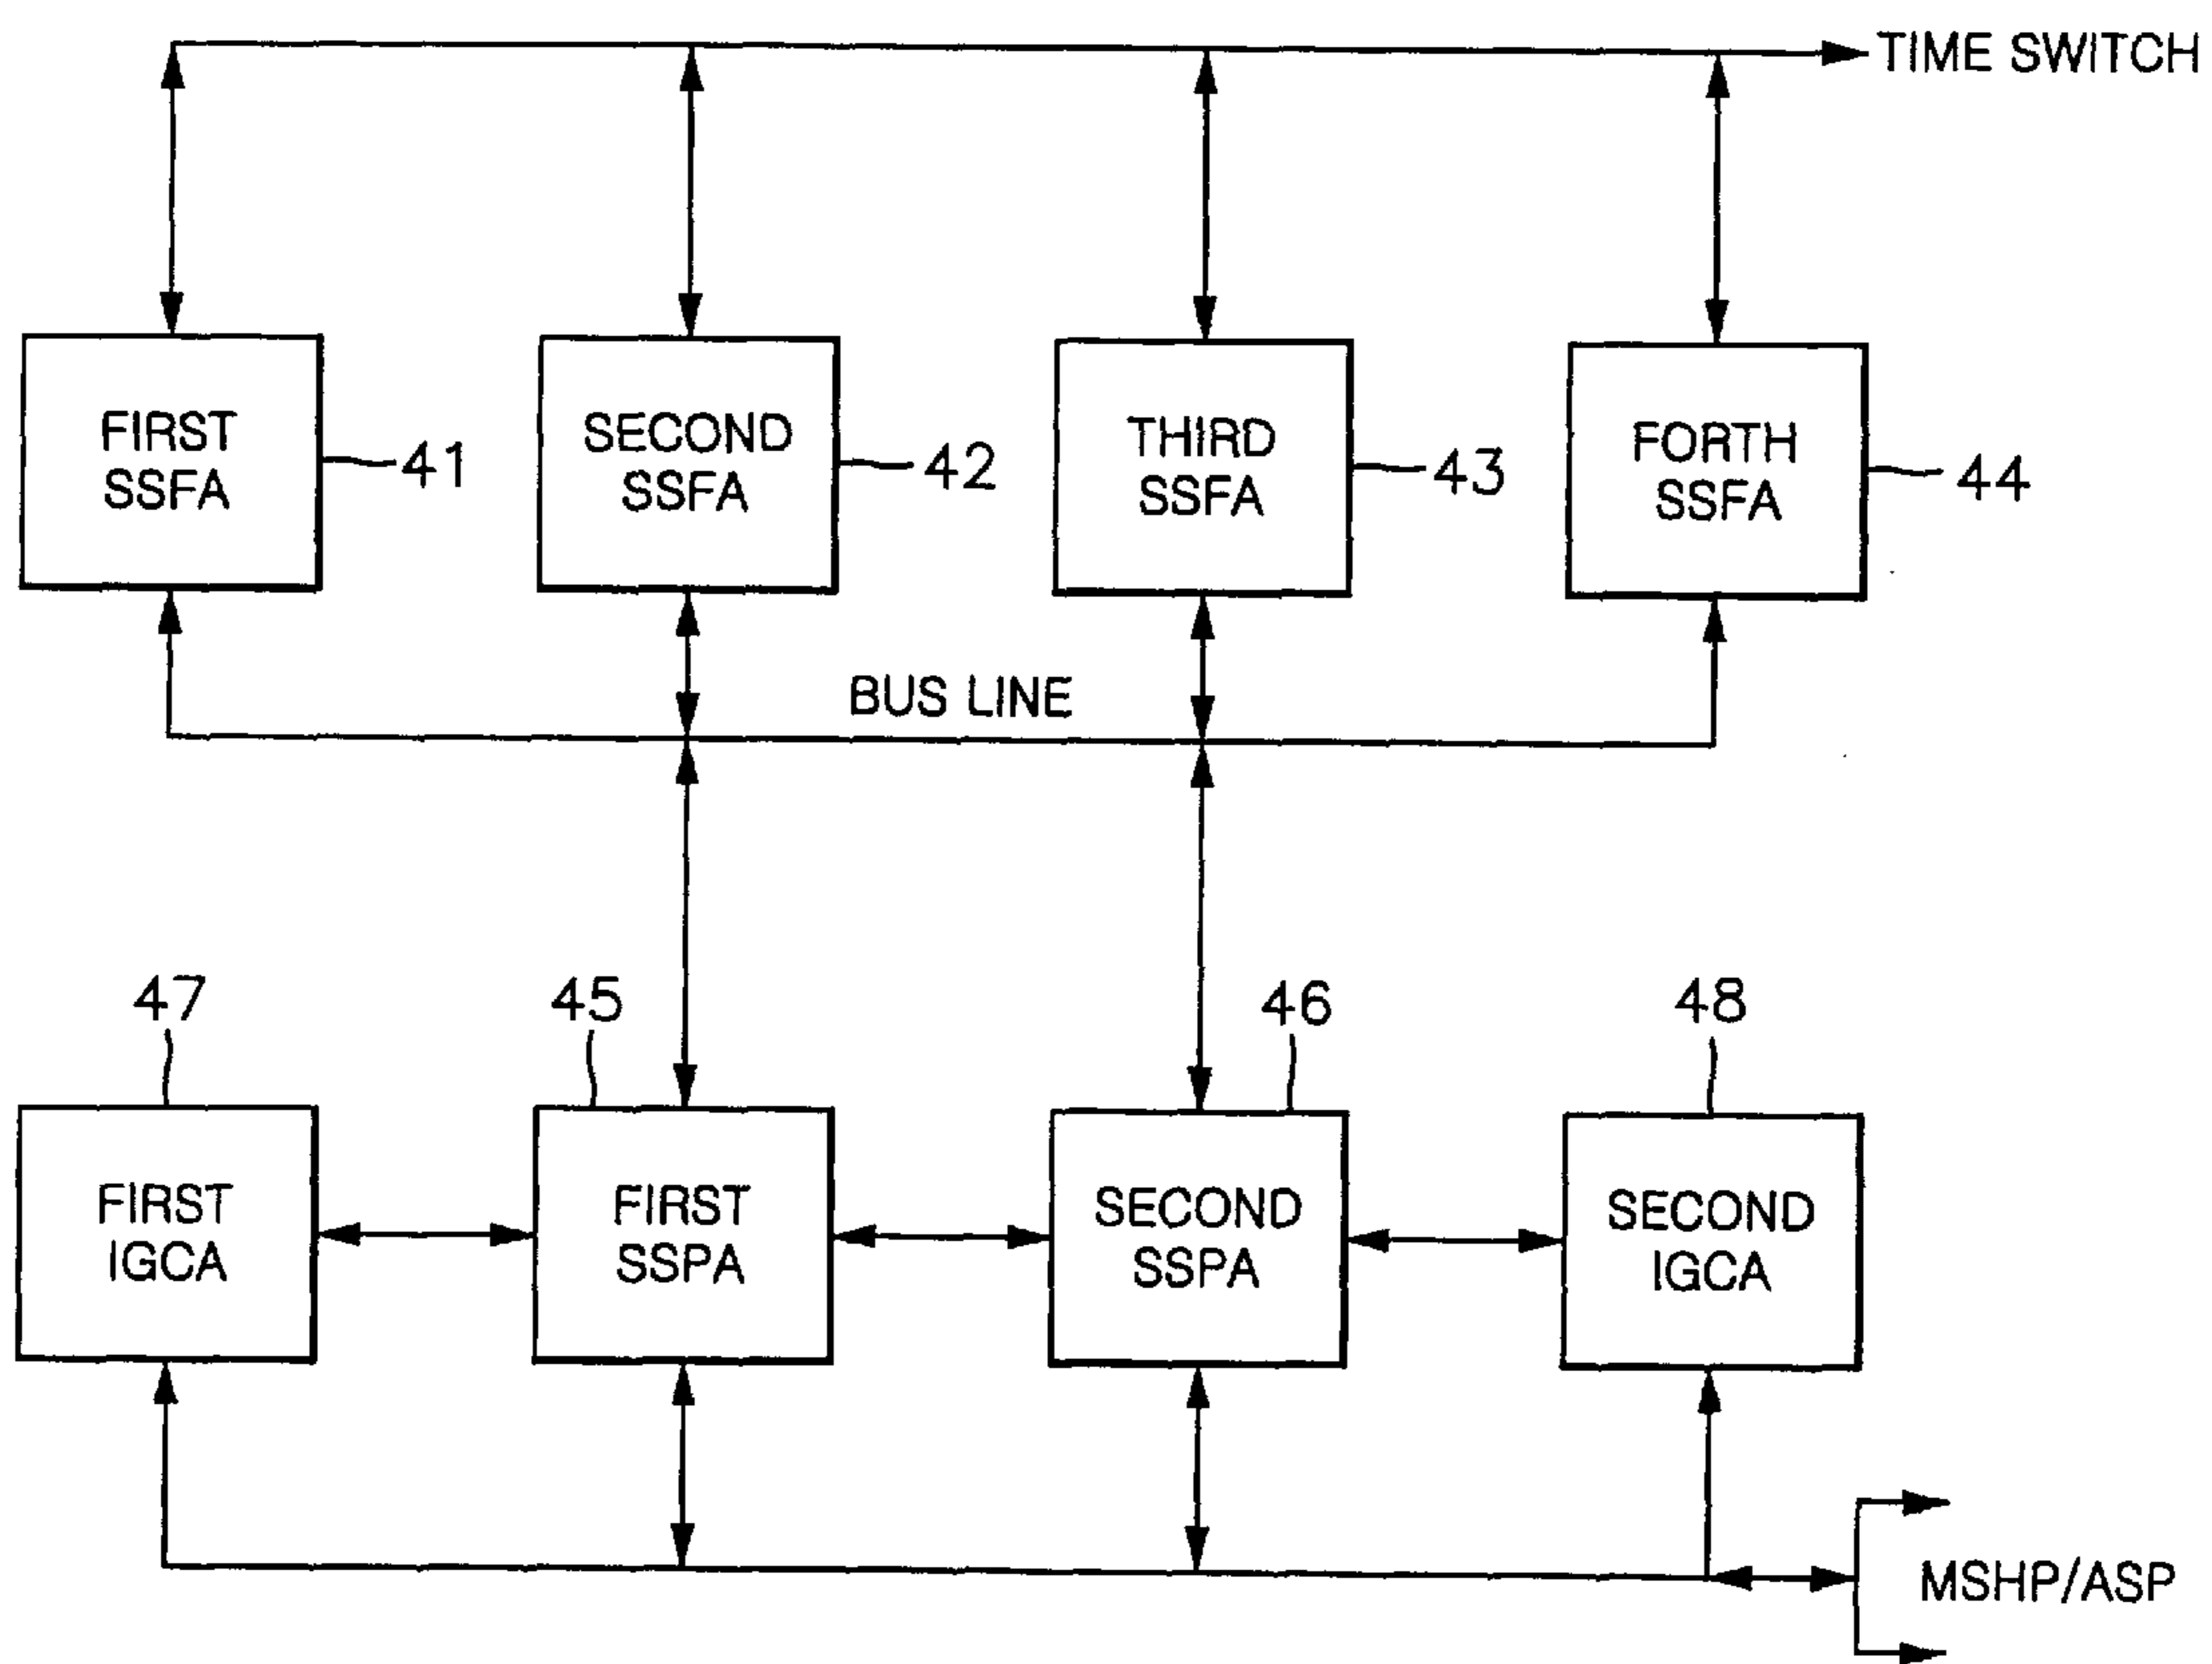 TIME SWITCH
FIRST
SSFA
41
SECOND
SSFA
42
THIRD
SSFA
43
FORTH
SSFA
44
BUS LINE
47
45
46
48
FIRST
IGCA
FIRST
SSPA
SECOND
SSPA
SECOND
IGCA
MSHP/ASP